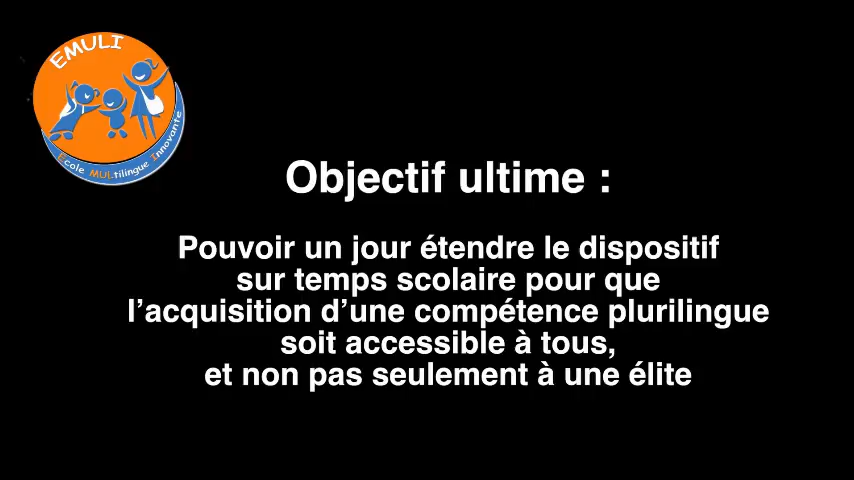 EMULI
Ecole MULtilingue Innovante
Objectif ultime :
Pouvoir un jour étendre le dispositif
sur temps scolaire pour que
l’acquisition d’une compétence plurilingue
soit accessible à tous,
et non pas seulement à une élite